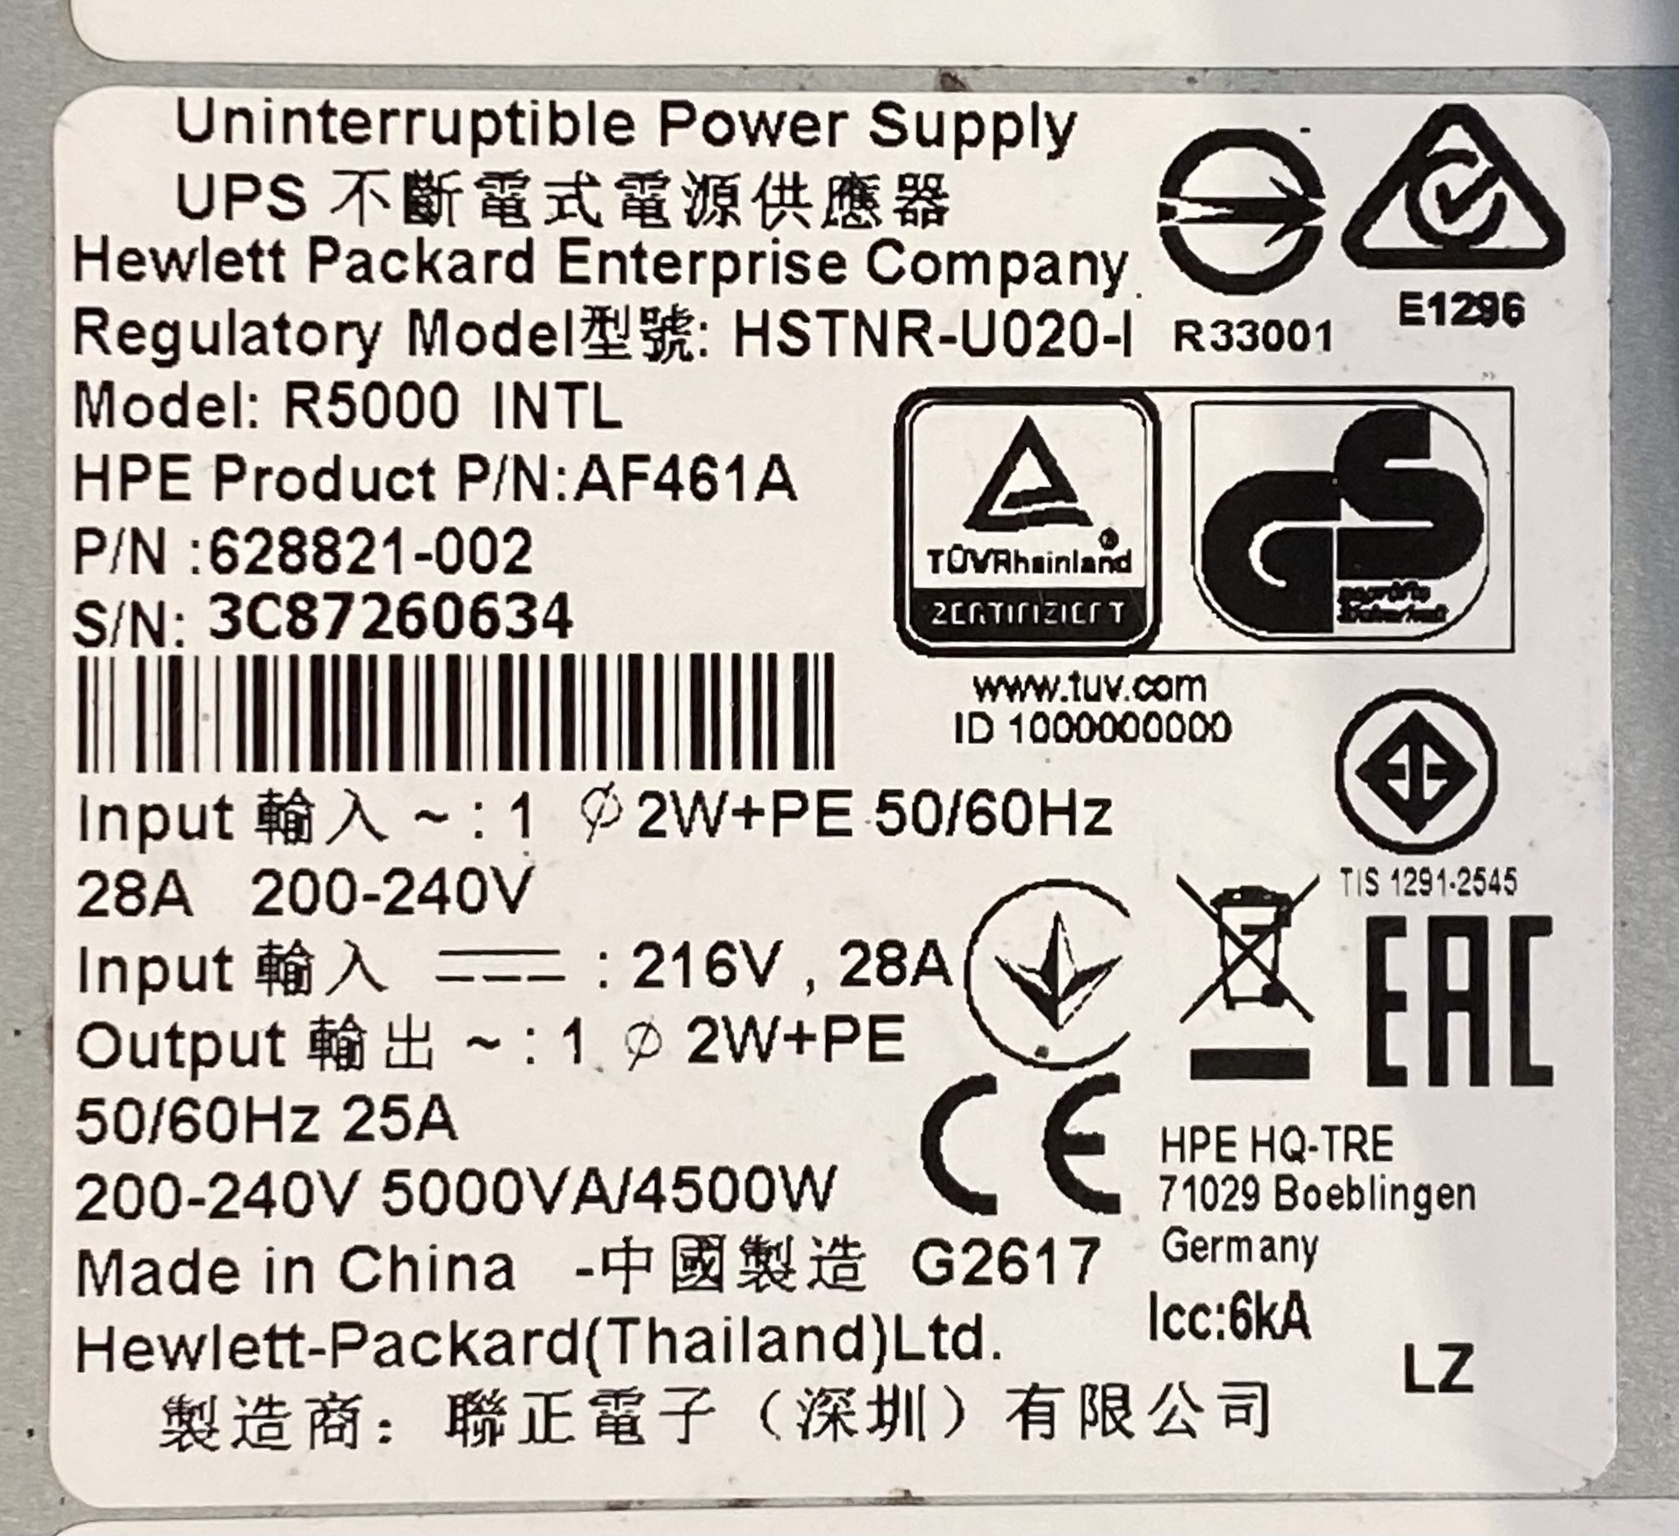 Uninterruptible Power Supply
UPS 不斷電式電源供應器
Hewlett Packard Enterprise Company
Regulatory Model型號: HSTNR-U020-I
Model: R5000 INTL
HPE Product P/N:AF461A
P/N :628821-002
S/N: 3C87260634
R33001
E1296
TÜVRheinland
ZERTIFIZIERT
GS
geprüfte
Sicherheit
www.tuv.com
ID 1000000000
TIS 1291-2545
Input 輸入 ~ : 1 ϕ 2W+PE 50/60Hz
28A 200-240V
Input 輸入 ⎓ : 216V , 28A
Output 輸出 ~ : 1 ϕ 2W+PE
50/60Hz 25A
200-240V 5000VA/4500W
Made in China -中國製造 G2617
Hewlett-Packard(Thailand)Ltd.
製造商: 聯正電子（深圳）有限公司
EAC
CE
HPE HQ-TRE
71029 Boeblingen
Germany
Icc:6kA
LZ